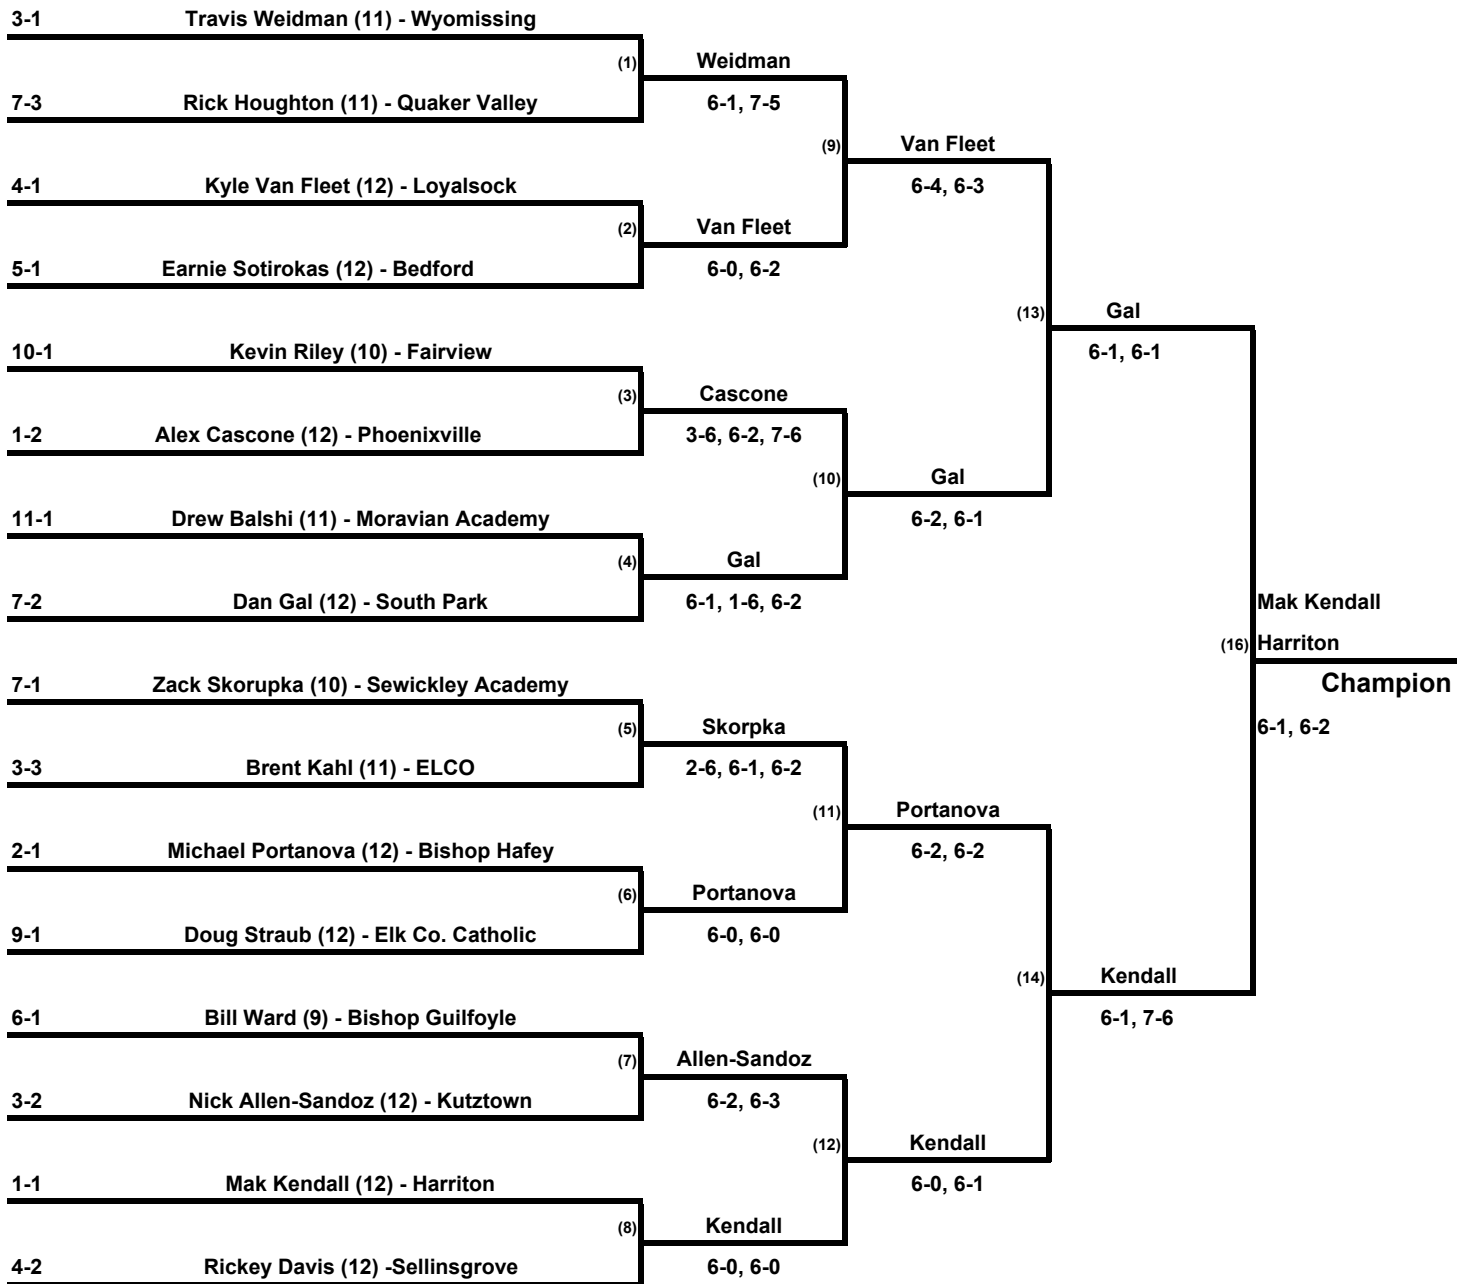 3-1 Travis Weidman (11) - Wyomissing
(1) Weidman
7-3 Rick Houghton (11) - Quaker Valley 6-1, 7-5
(9) Van Fleet
4-1 Kyle Van Fleet (12) - Loyalsock 6-4, 6-3
(2) Van Fleet
5-1 Earnie Sotirokas (12) - Bedford 6-0, 6-2
(13) Gal
10-1 Kevin Riley (10) - Fairview 6-1, 6-1
(3) Cascone
1-2 Alex Cascone (12) - Phoenixville 3-6, 6-2, 7-6
(10) Gal
11-1 Drew Balshi (11) - Moravian Academy 6-2, 6-1
(4) Gal
7-2 Dan Gal (12) - South Park 6-1, 1-6, 6-2 Mak Kendall
(16) Harriton
7-1 Zack Skorupka (10) - Sewickley Academy Champion
(5) Skorpka 6-1, 6-2
3-3 Brent Kahl (11) - ELCO 2-6, 6-1, 6-2
(11) Portanova
2-1 Michael Portanova (12) - Bishop Hafey 6-2, 6-2
(6) Portanova
9-1 Doug Straub (12) - Elk Co. Catholic 6-0, 6-0
(14) Kendall
6-1 Bill Ward (9) - Bishop Guilfoyle 6-1, 7-6
(7) Allen-Sandoz
3-2 Nick Allen-Sandoz (12) - Kutztown 6-2, 6-3
(12) Kendall
1-1 Mak Kendall (12) - Harriton 6-0, 6-1
(8) Kendall
4-2 Rickey Davis (12) -Sellinsgrove 6-0, 6-0